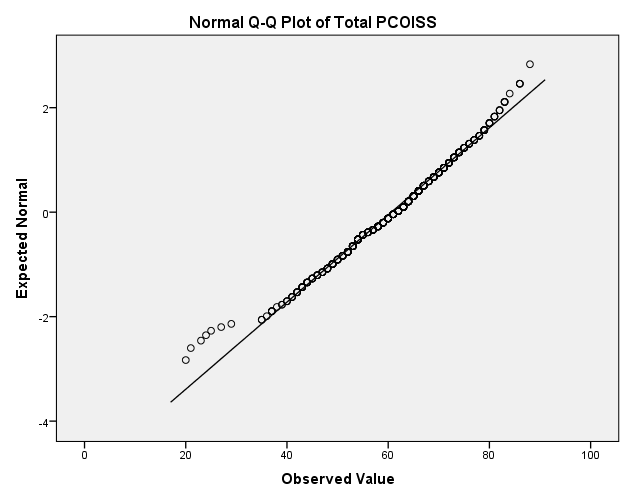 Normal Q-Q Plot of Total PCOISS
Expected Normal
2
0
-2
-4
0 20 40 60 80 100
Observed Value